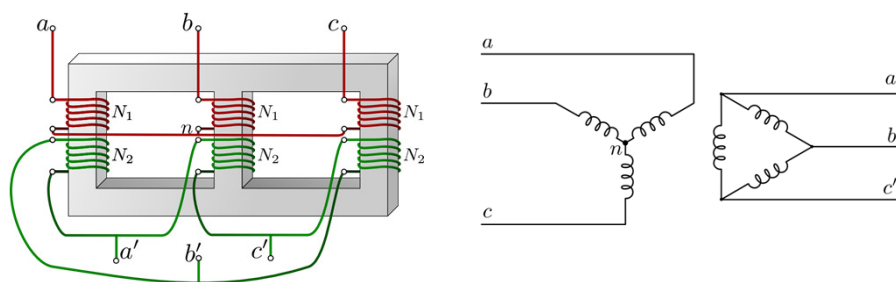 a b c
N₁ N₁ N₁
n
N₂ N₂ N₂
a′ b′ c′
a
b
n
c
a
b
c′